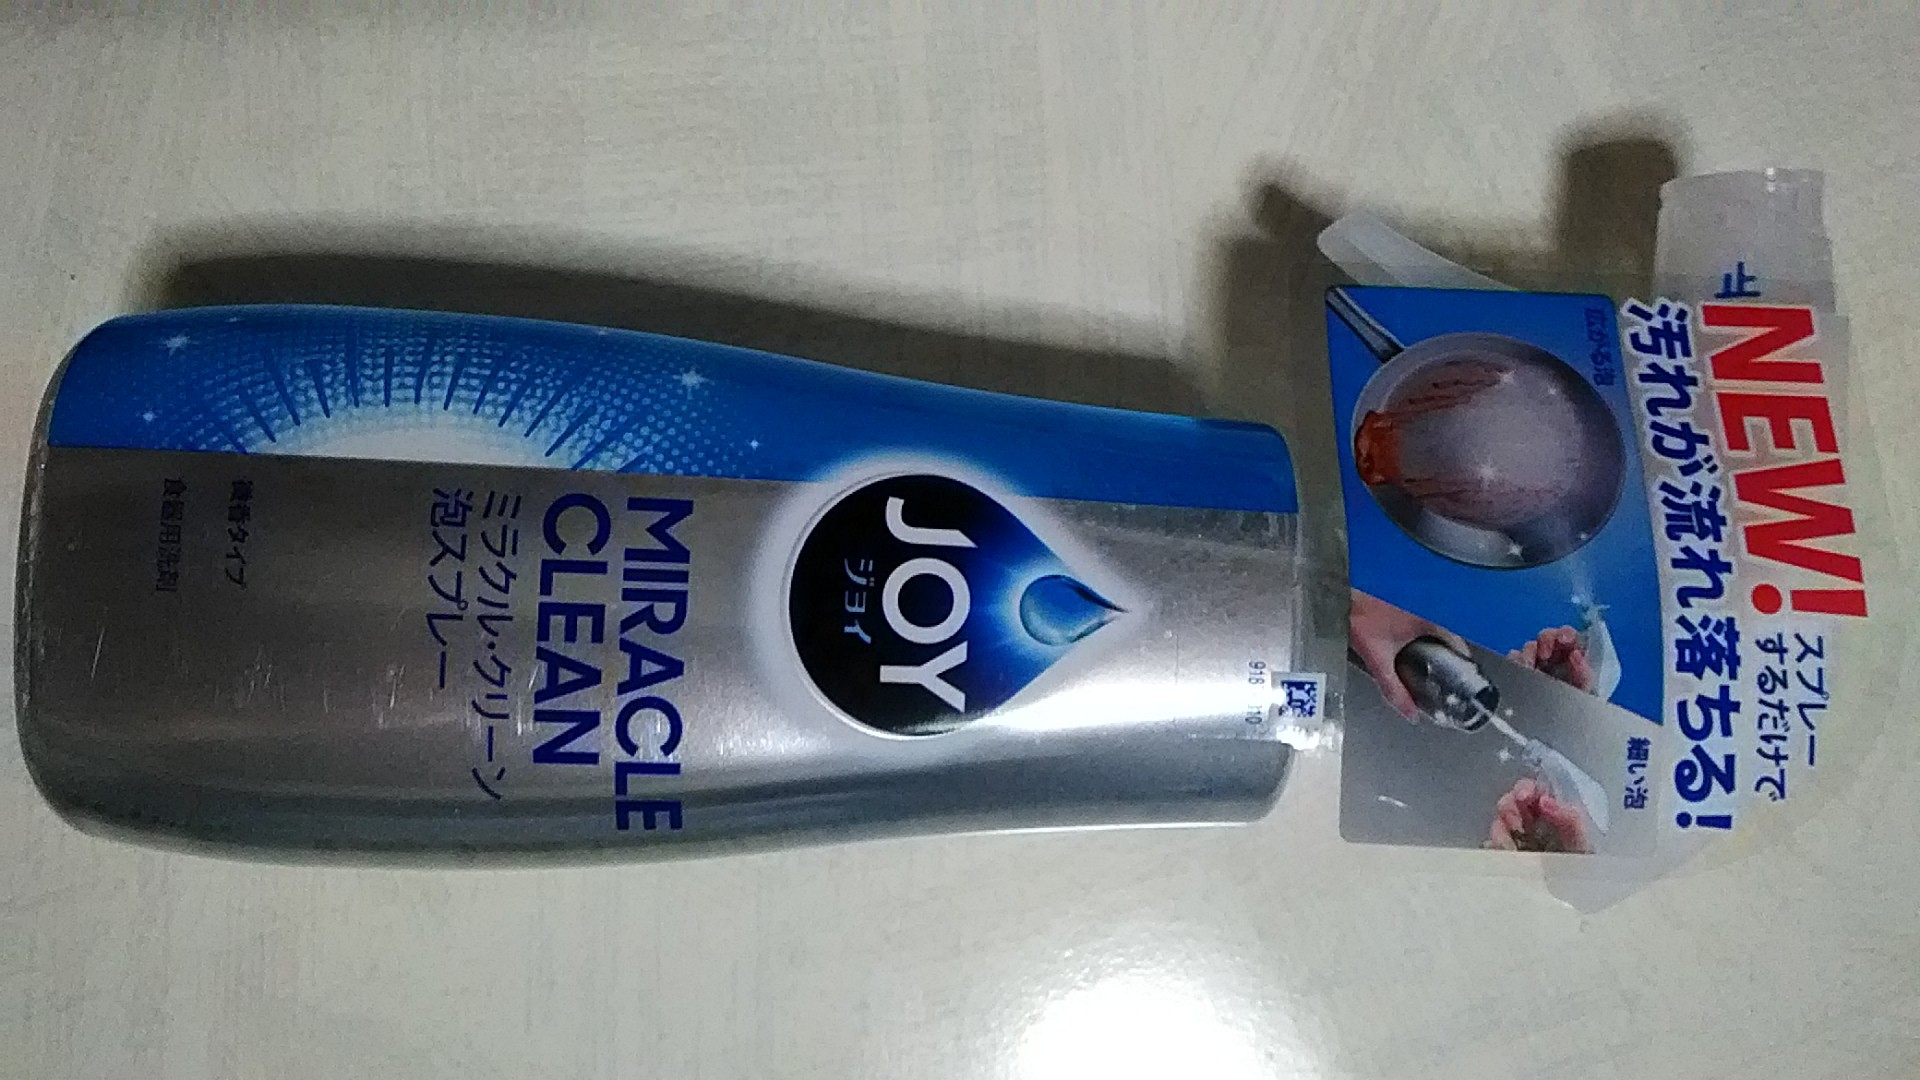 止
NEW!
スプレー
するだけで
汚れが流れ落ちる!
広がる泡
細い泡
JOY
ジョイ
MIRACLE
CLEAN
ミラクル・クリーン
泡スプレー
微香タイプ
食器用洗剤